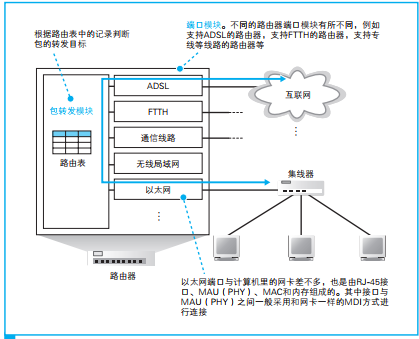 端口模块。不同的路由器端口模块有所不同，例如
支持ADSL的路由器，支持FTTH的路由器，支持专
线等线路的路由器等
根据路由表中的记录判断
包的转发目标
包转发模块
路由表
ADSL
FTTH
通信线路
无线局域网
以太网
互联网
集线器
路由器
以太网端口与计算机里的网卡差不多，也是由RJ-45接
口、MAU（PHY）、MAC和内存组成的。其中接口与
MAU（PHY）之间一般采用和网卡一样的MDI方式进
行连接